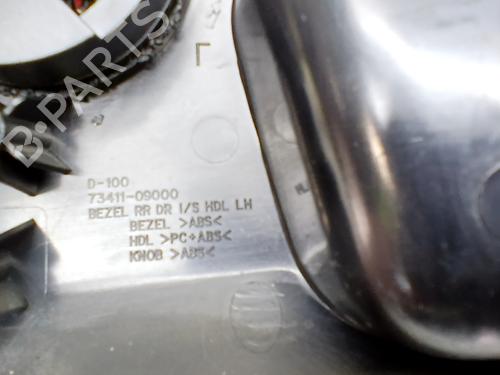 B-PARTS
L
D-100
73411-09000
BEZEL RR DR I/S HDL LH
BEZEL >ABS<
HDL >PC+ABS<
KNOB >ABS<